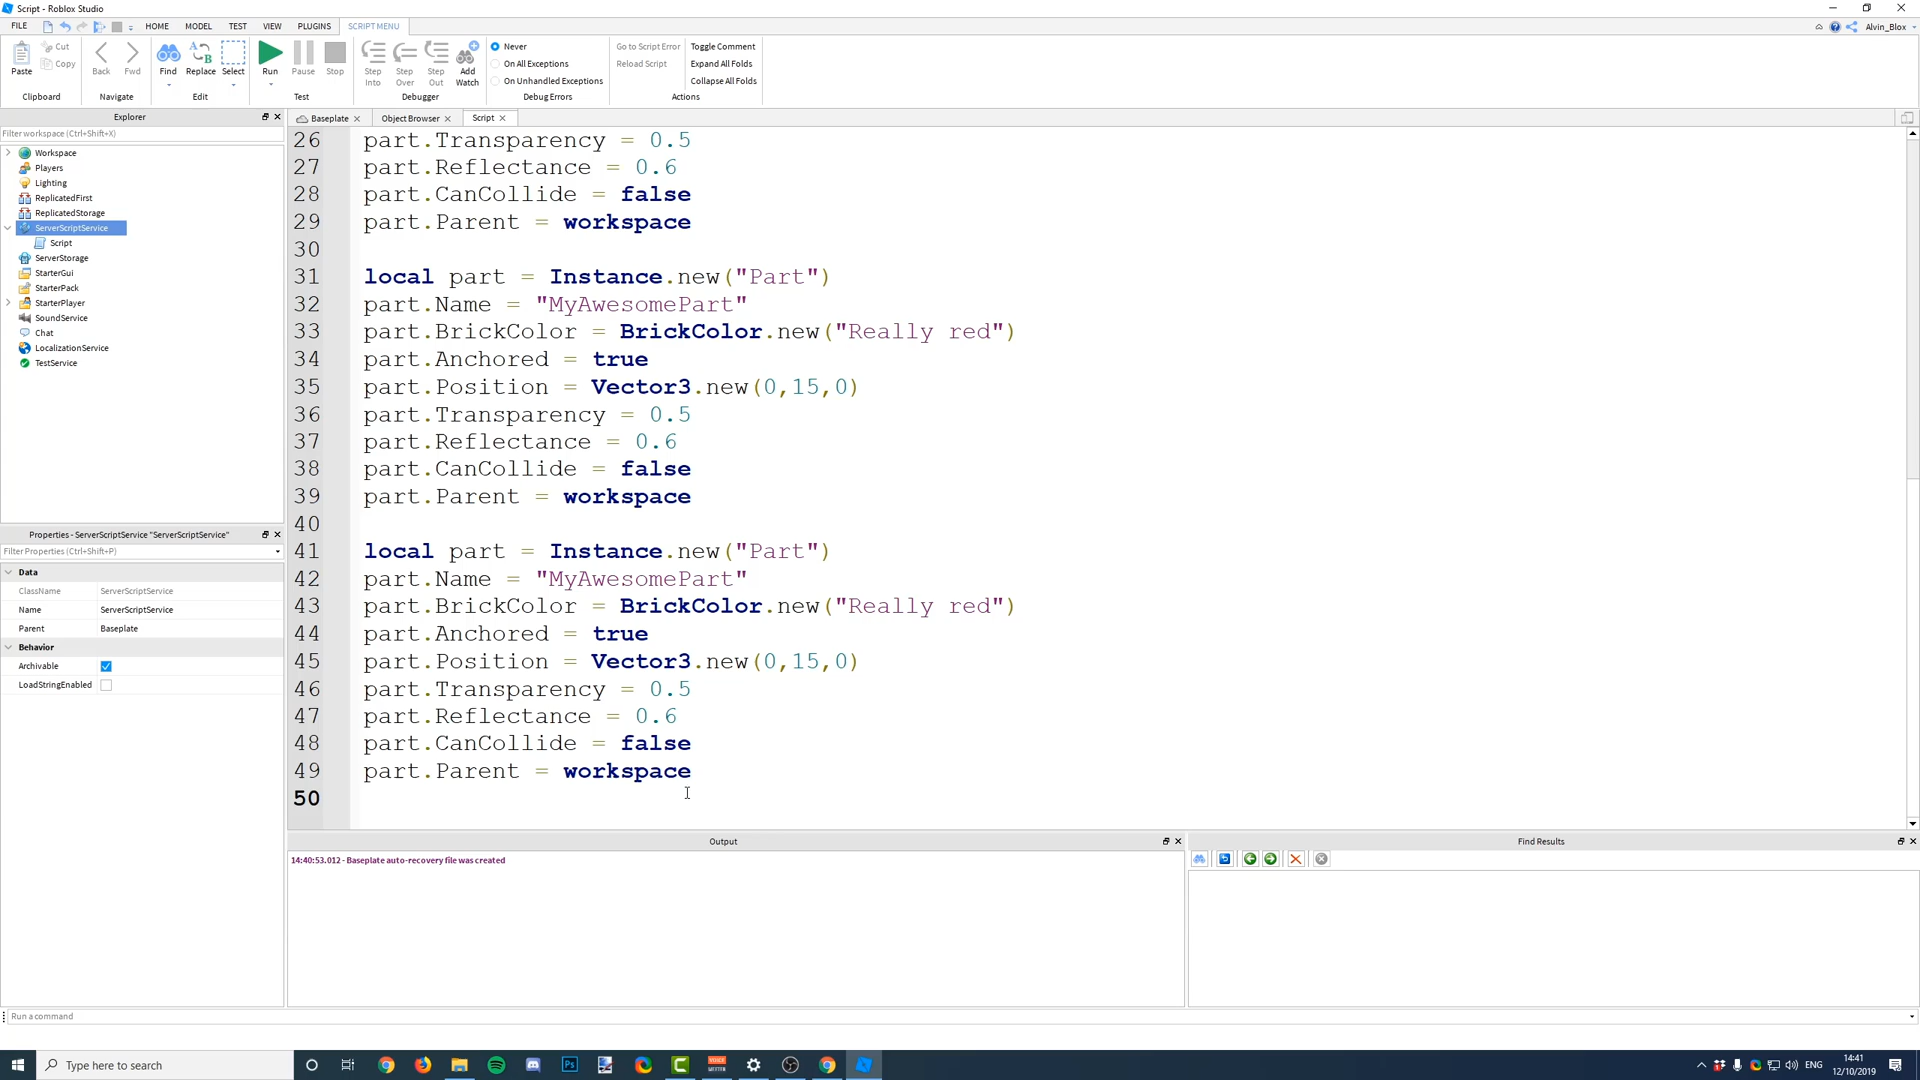 Script - Roblox Studio
FILE HOME MODEL TEST VIEW PLUGINS SCRIPT MENU Alvin_Blox
Paste Cut Copy Back Fwd Find Replace Select Run Pause Stop Step Into Step Over Step Out Add Watch
Never
On All Exceptions
On Unhandled Exceptions
Go to Script Error Toggle Comment
Reload Script Expand All Folds
Collapse All Folds
Clipboard Navigate Edit Test Debugger Debug Errors Actions
Explorer
Filter workspace (Ctrl+Shift+X)
Workspace
Players
Lighting
ReplicatedFirst
ReplicatedStorage
ServerScriptService
Script
ServerStorage
StarterGui
StarterPack
StarterPlayer
SoundService
Chat
LocalizationService
TestService
Properties - ServerScriptService "ServerScriptService"
Filter Properties (Ctrl+Shift+P)
Data
ClassName ServerScriptService
Name ServerScriptService
Parent Baseplate
Behavior
Archivable
LoadStringEnabled
Baseplate Object Browser Script
26 part.Transparency = 0.5
27 part.Reflectance = 0.6
28 part.CanCollide = false
29 part.Parent = workspace
30
31 local part = Instance.new("Part")
32 part.Name = "MyAwesomePart"
33 part.BrickColor = BrickColor.new("Really red")
34 part.Anchored = true
35 part.Position = Vector3.new(0,15,0)
36 part.Transparency = 0.5
37 part.Reflectance = 0.6
38 part.CanCollide = false
39 part.Parent = workspace
40
41 local part = Instance.new("Part")
42 part.Name = "MyAwesomePart"
43 part.BrickColor = BrickColor.new("Really red")
44 part.Anchored = true
45 part.Position = Vector3.new(0,15,0)
46 part.Transparency = 0.5
47 part.Reflectance = 0.6
48 part.CanCollide = false
49 part.Parent = workspace
50
Output
14:40:53.012 - Baseplate auto-recovery file was created
Find Results
Run a command
Type here to search
Ps
ENG
14:41
12/10/2019